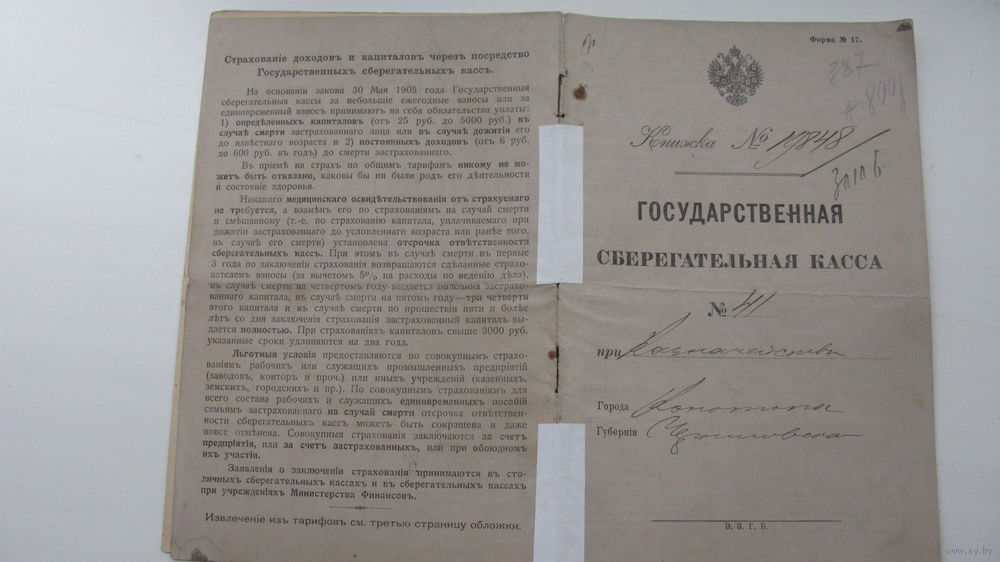 Страхованіе доходовъ и капиталовъ черезъ посредство
Государственныхъ сберегательныхъ кассъ.
На основаніи закона 30 Мая 1905 года Государственныя
сберегательныя кассы за небольшіе ежегодные взносы или за
единовременный взносъ принимаютъ на себя обязательства уплаты:
1) опредѣленныхъ капиталовъ (отъ 25 руб. до 5000 руб.) въ
случаѣ смерти застрахованнаго лица или въ случаѣ дожитія его
до извѣстнаго возраста и 2) постоянныхъ доходовъ (отъ 6 руб.
до 600 руб. въ годъ) до смерти застрахованнаго.
Въ пріемѣ на страхъ по общимъ тарифамъ никому не мо-
жетъ быть отказано, каковы бы ни были родъ его дѣятельности
и состояніе здоровья.
Никакого медицинскаго освидѣтельствованія отъ страхуемаго
не требуется, а взамѣнъ его по страхованіямъ на случай смерти
и смѣшанному (т.-е. по страхованію капитала, уплачиваемаго при
дожитіи застрахованнаго до условленнаго возраста или ранѣе того,
въ случаѣ его смерти) установлена отсрочка отвѣтственности
сберегательныхъ кассъ. При этомъ въ случаѣ смерти въ первые
3 года по заключеніи страхованія возвращаются сдѣланные страхо-
вателемъ взносы (за вычетомъ 5% на расходы по веденію дѣла),
въ случаѣ смерти на четвертомъ году выдается половина застрахо-
ваннаго капитала, въ случаѣ смерти на пятомъ году—три четверти
этого капитала и въ случаѣ смерти по прошествіи пяти и болѣе
лѣтъ со дня заключенія страхованія застрахованный капиталъ вы-
дается полностью. При страхованіяхъ капиталовъ свыше 3000 руб.
указанные сроки удлиняются на два года.
Льготныя условія предоставляются по совокупнымъ страхо-
ваніямъ рабочихъ или служащихъ промышленныхъ предпріятій
(заводовъ, конторъ и проч.) или иныхъ учрежденій (казенныхъ,
земскихъ, городскихъ и пр.). По совокупнымъ страхованіямъ для
всего состава рабочихъ и служащихъ единовременныхъ пособій
семьямъ застрахованнаго на случай смерти отсрочка отвѣтствен-
ности сберегательныхъ кассъ можетъ быть сокращена и даже
вовсе отмѣнена. Совокупныя страхованія заключаются за счетъ
предпріятія, или за счетъ застрахованныхъ, или при обоюдномъ
ихъ участіи.
Заявленія о заключеніи страхованія принимаются въ сто-
личныхъ сберегательныхъ кассахъ и въ сберегательныхъ кассахъ
при учрежденіяхъ Министерства Финансовъ.
Извлеченіе изъ тарифовъ см. третью страницу обложки.
Форма № 17.
387
+ 800
Книжка № 19848
ГОСУДАРСТВЕННАЯ
СБЕРЕГАТЕЛЬНАЯ КАССА
№ 41
при Казначействѣ
Города Конотопа
Губерніи Черниговской
Э. З. Г. Б.
www.ay.by